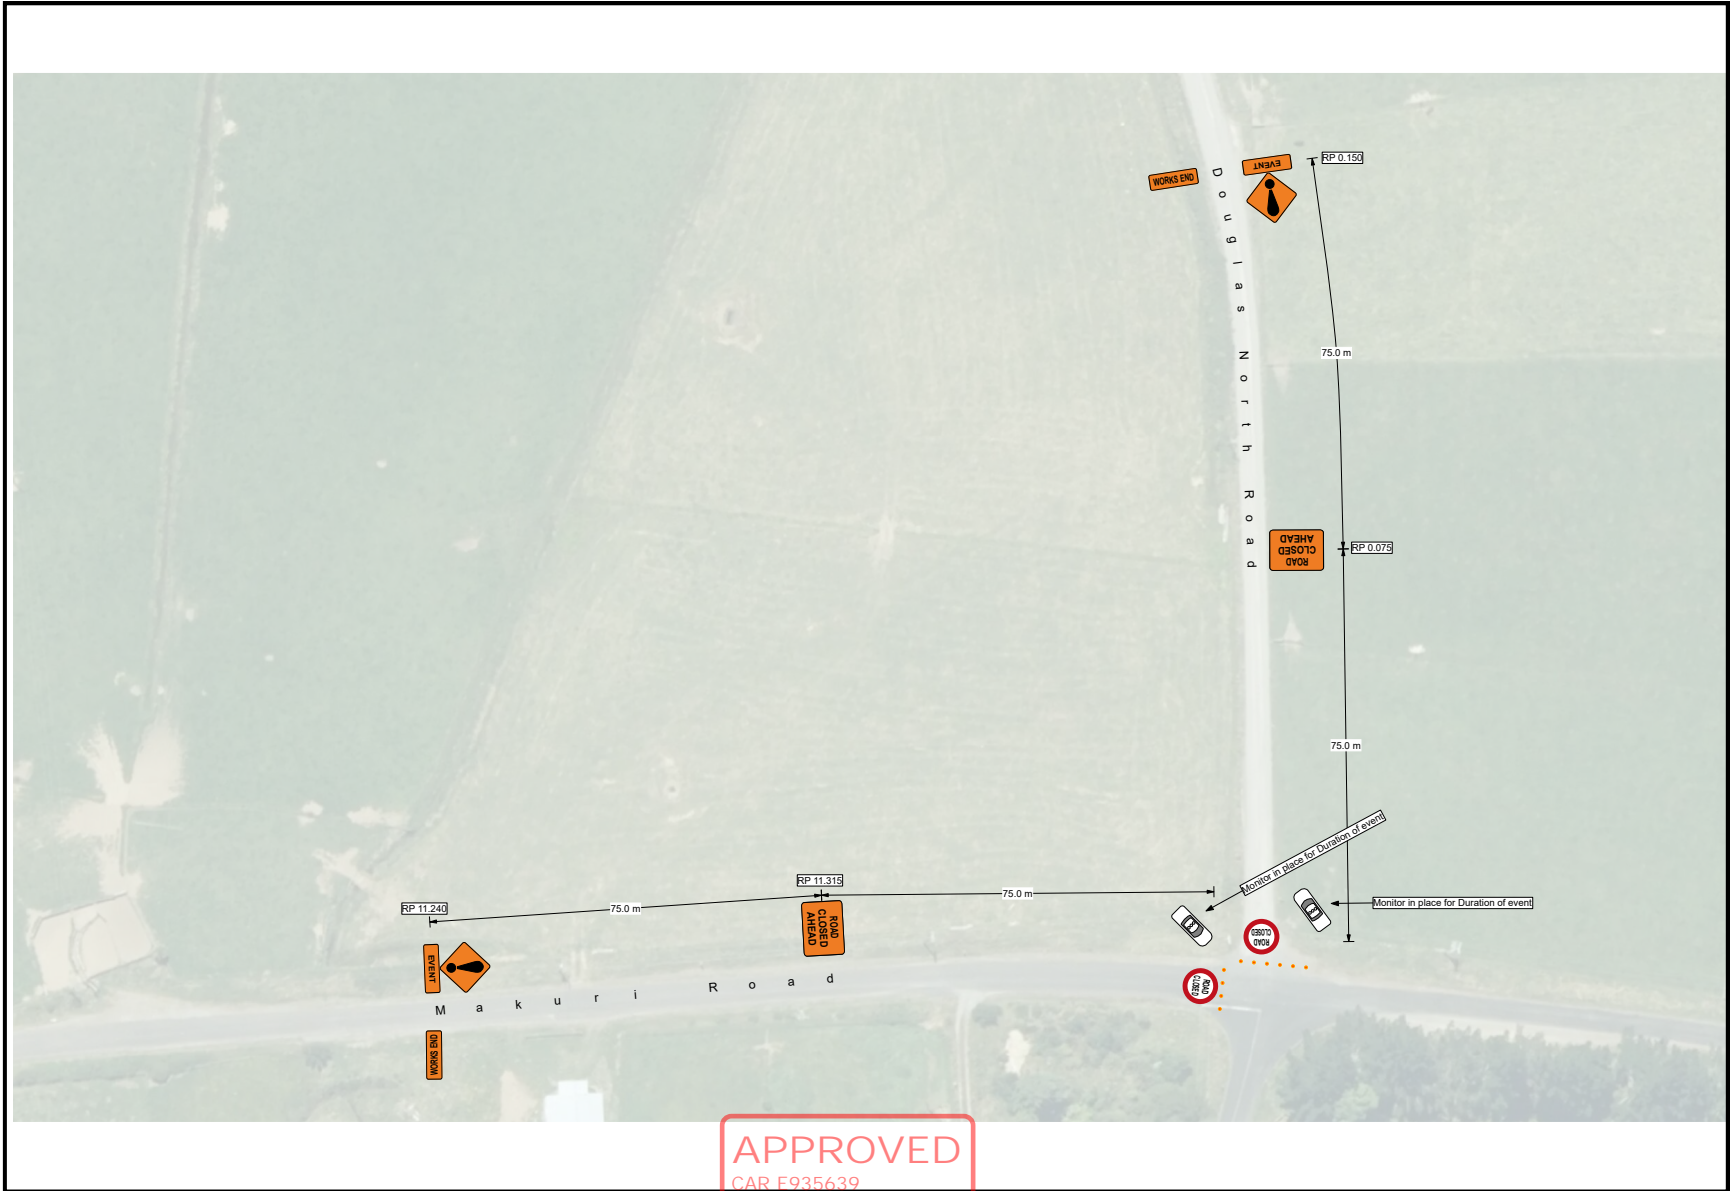 EVENT
RP 0.150
WORKS END
Douglas North Road
75.0 m
ROAD
CLOSED
AHEAD
RP 0.075
75.0 m
Monitor in place for Duration of event
RP 11.315
75.0 m
Monitor in place for Duration of event
RP 11.240
75.0 m
ROAD
CLOSED
AHEAD
ROAD
CLOSED
EVENT
ROAD
CLOSED
Makuri Road
WORKS END
APPROVED
CAR E935639